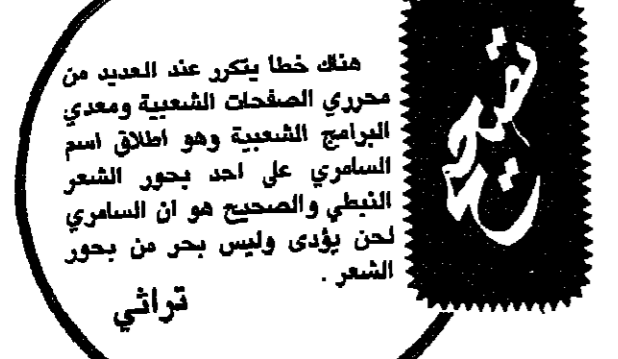 تصحيح
هناك خطا يتكرر عند العديد من
محرري الصفحات الشعبية ومعدي
البرامج الشعبية وهو اطلاق اسم
السامري على احد بحور الشعر
النبطي والصحيح هو ان السامري
لحن يؤدى وليس بحر من بحور
الشعر .
تراثي